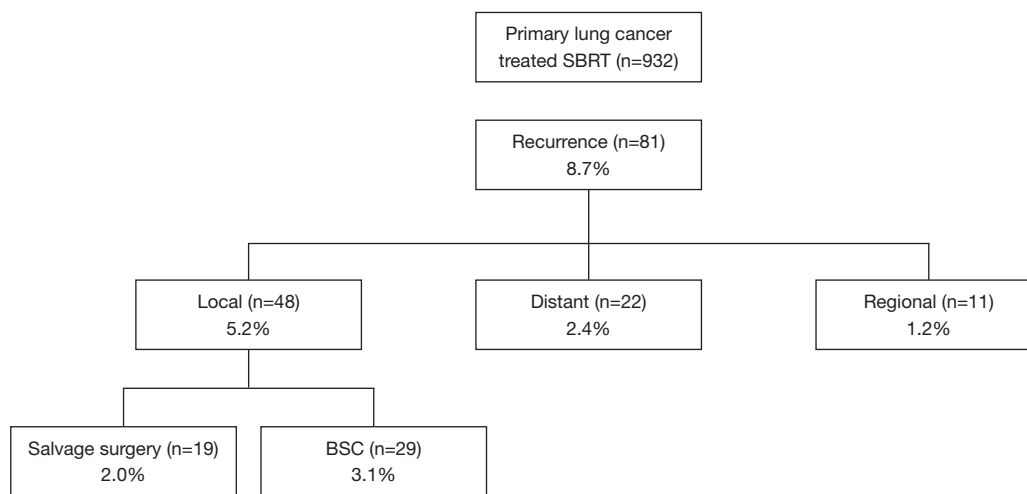 Primary lung cancer
treated SBRT (n=932)
Recurrence (n=81)
8.7%
Local (n=48)
5.2%
Distant (n=22)
2.4%
Regional (n=11)
1.2%
Salvage surgery (n=19)
2.0%
BSC (n=29)
3.1%